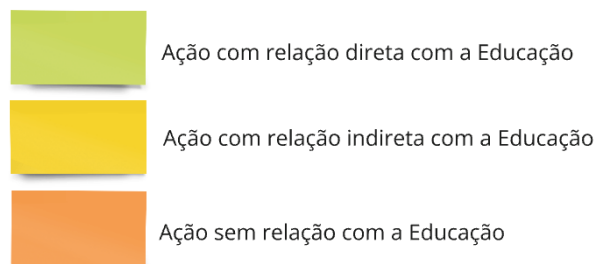 Ação com relação direta com a Educação
Ação com relação indireta com a Educação
Ação sem relação com a Educação